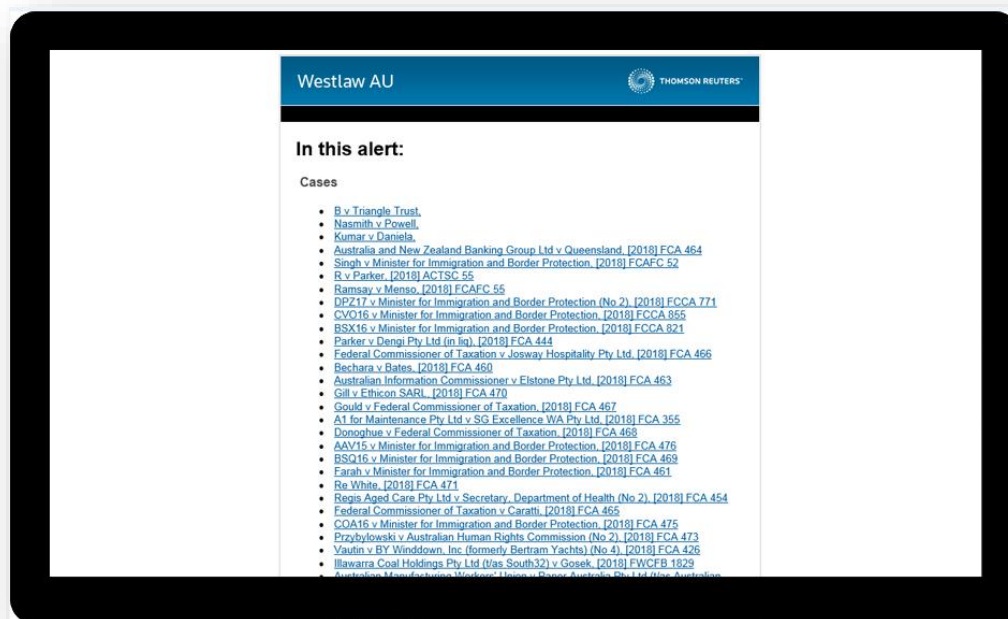 Westlaw AU
THOMSON REUTERS™
In this alert:
Cases
• B v Triangle Trust,
• Nasmith v Powell,
• Kumar v Daniela,
• Australia and New Zealand Banking Group Ltd v Queensland, [2018] FCA 464
• Singh v Minister for Immigration and Border Protection, [2018] FCAFC 52
• R v Parker, [2018] ACTSC 55
• Ramsay v Menso, [2018] FCAFC 55
• DPZ17 v Minister for Immigration and Border Protection (No 2), [2018] FCCA 771
• CVO16 v Minister for Immigration and Border Protection, [2018] FCCA 855
• BSX16 v Minister for Immigration and Border Protection, [2018] FCCA 821
• Parker v Dengi Pty Ltd (in liq), [2018] FCA 444
• Federal Commissioner of Taxation v Josway Hospitality Pty Ltd, [2018] FCA 466
• Bechara v Bates, [2018] FCA 460
• Australian Information Commissioner v Elstone Pty Ltd, [2018] FCA 463
• Gill v Ethicon SARL, [2018] FCA 470
• Gould v Federal Commissioner of Taxation, [2018] FCA 467
• A1 for Maintenance Pty Ltd v SG Excellence WA Pty Ltd, [2018] FCA 355
• Donoghue v Federal Commissioner of Taxation, [2018] FCA 468
• AAV15 v Minister for Immigration and Border Protection, [2018] FCA 476
• BSQ16 v Minister for Immigration and Border Protection, [2018] FCA 469
• Farah v Minister for Immigration and Border Protection, [2018] FCA 461
• Re White, [2018] FCA 471
• Regis Aged Care Pty Ltd v Secretary, Department of Health (No 2), [2018] FCA 454
• Federal Commissioner of Taxation v Caratti, [2018] FCA 465
• COA16 v Minister for Immigration and Border Protection, [2018] FCA 475
• Przybylowski v Australian Human Rights Commission (No 2), [2018] FCA 473
• Vautin v BY Winddown, Inc (formerly Bertram Yachts) (No 4), [2018] FCA 426
• Illawarra Coal Holdings Pty Ltd (t/as South32) v Gosek, [2018] FWCFB 1829
• Australian Manufacturing Workers' Union v Paper Australia Pty Ltd (t/as Australian